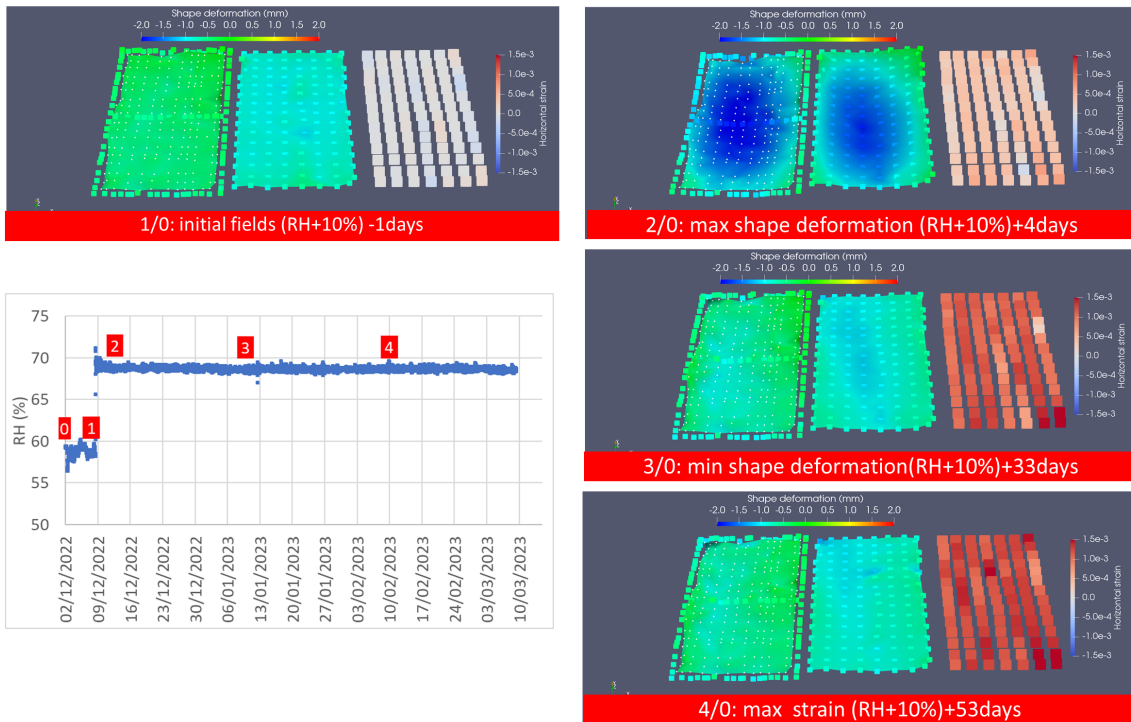 Shape deformation (mm)
-2.0 -1.5 -1.0 -0.5 0.0 0.5 1.0 1.5 2.0
1.5e-3
1.0e-3
5.0e-4
0.0
-5.0e-4
-1.0e-3
-1.5e-3
Horizontal strain
1/0: initial fields (RH+10%) -1days
Shape deformation (mm)
-2.0 -1.5 -1.0 -0.5 0.0 0.5 1.0 1.5 2.0
1.5e-3
1.0e-3
5.0e-4
0.0
-5.0e-4
-1.0e-3
-1.5e-3
Horizontal strain
2/0: max shape deformation (RH+10%)+4days
75
70
65
60
55
50
RH (%)
0
1
2
3
4
02/12/2022
09/12/2022
16/12/2022
23/12/2022
30/12/2022
06/01/2023
13/01/2023
20/01/2023
27/01/2023
03/02/2023
10/02/2023
17/02/2023
24/02/2023
03/03/2023
10/03/2023
Shape deformation (mm)
-2.0 -1.5 -1.0 -0.5 0.0 0.5 1.0 1.5 2.0
1.5e-3
1.0e-3
5.0e-4
0.0
-5.0e-4
-1.0e-3
-1.5e-3
Horizontal strain
3/0: min shape deformation(RH+10%)+33days
Shape deformation (mm)
-2.0 -1.5 -1.0 -0.5 0.0 0.5 1.0 1.5 2.0
1.5e-3
1.0e-3
5.0e-4
0.0
-5.0e-4
-1.0e-3
-1.5e-3
Horizontal strain
4/0: max strain (RH+10%)+53days